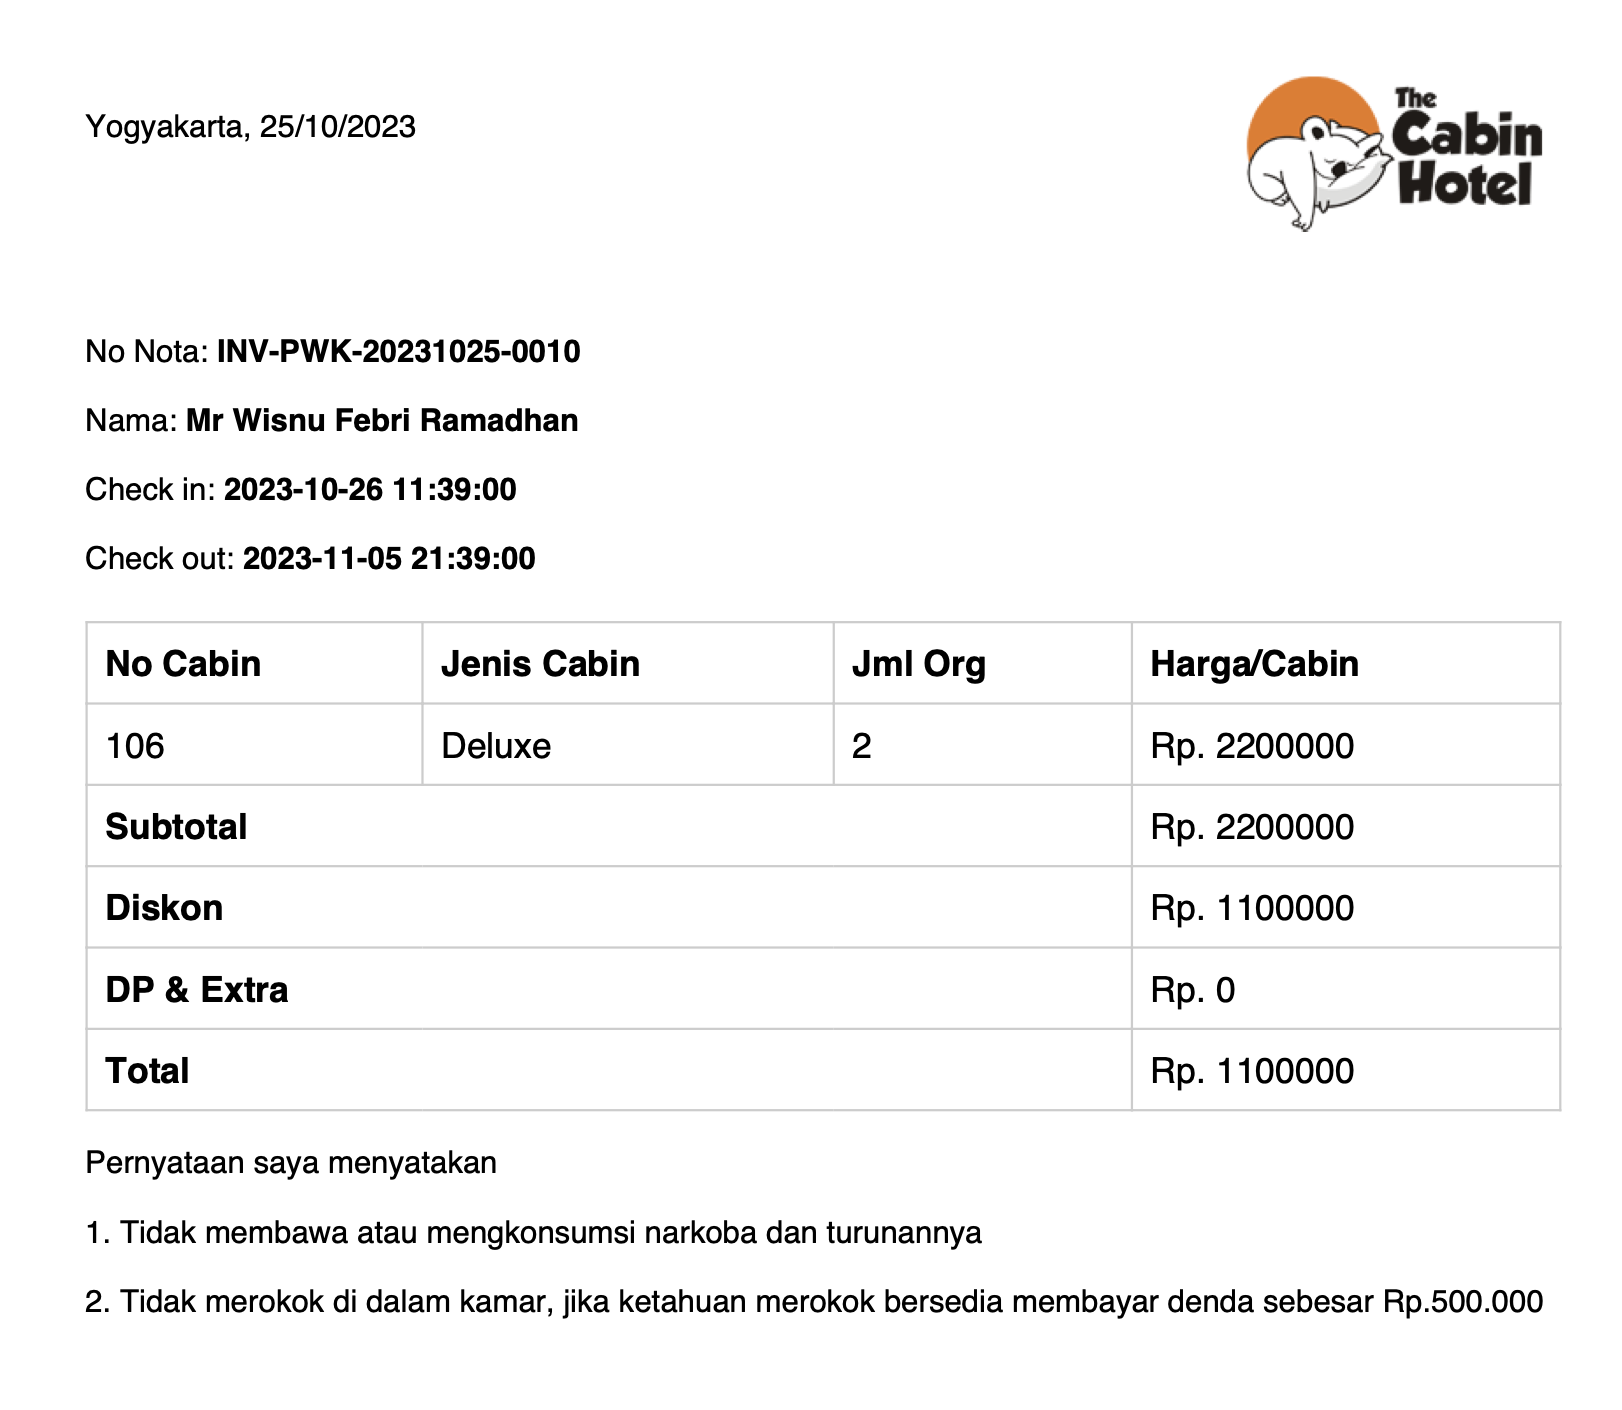 Yogyakarta, 25/10/2023
The
Cabin
Hotel
No Nota: INV-PWK-20231025-0010
Nama: Mr Wisnu Febri Ramadhan
Check in: 2023-10-26 11:39:00
Check out: 2023-11-05 21:39:00
No Cabin Jenis Cabin Jml Org Harga/Cabin
106 Deluxe 2 Rp. 2200000
Subtotal Rp. 2200000
Diskon Rp. 1100000
DP & Extra Rp. 0
Total Rp. 1100000
Pernyataan saya menyatakan
1. Tidak membawa atau mengkonsumsi narkoba dan turunannya
2. Tidak merokok di dalam kamar, jika ketahuan merokok bersedia membayar denda sebesar Rp.500.000